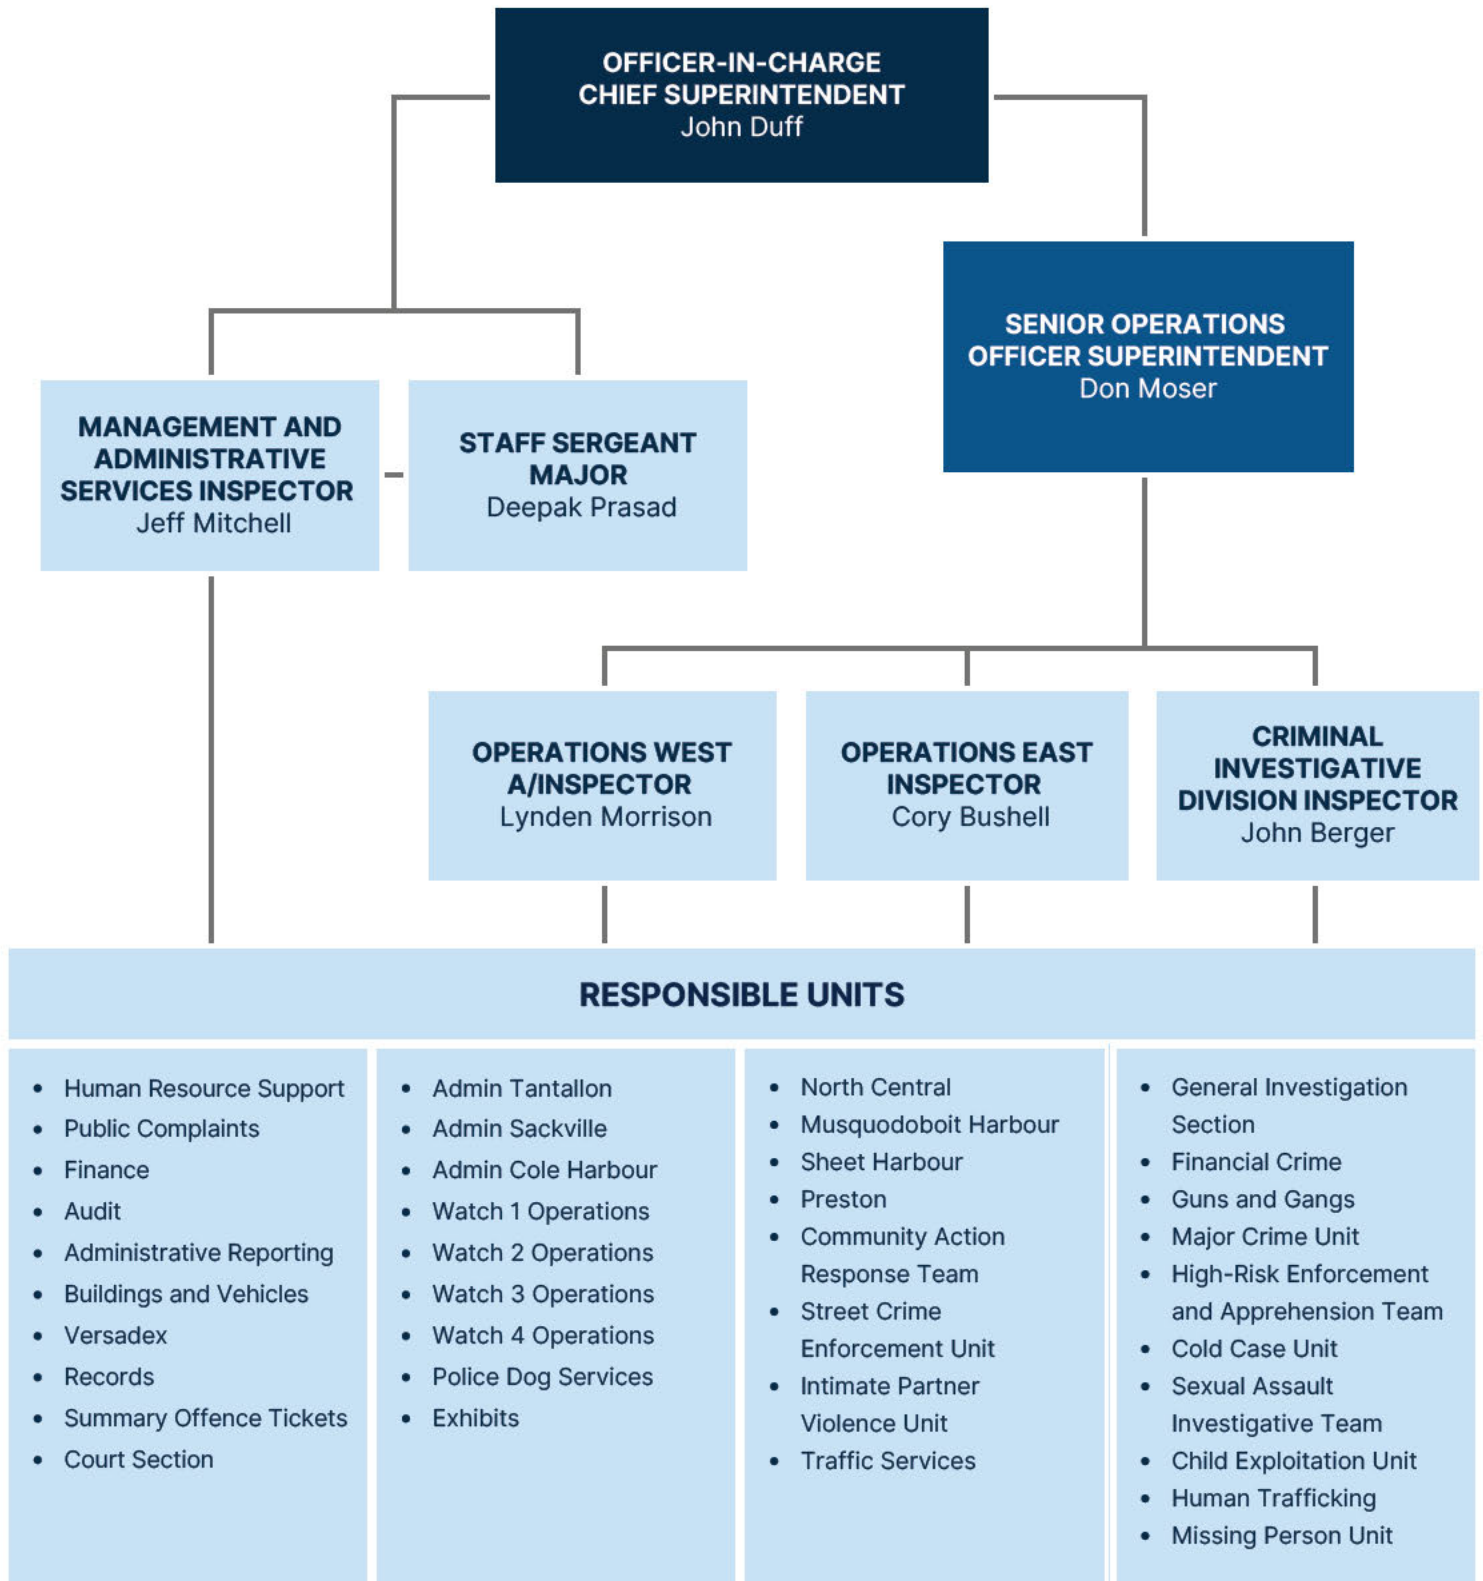 OFFICER-IN-CHARGE
CHIEF SUPERINTENDENT
John Duff
SENIOR OPERATIONS
OFFICER SUPERINTENDENT
Don Moser
MANAGEMENT AND
ADMINISTRATIVE
SERVICES INSPECTOR
Jeff Mitchell
STAFF SERGEANT
MAJOR
Deepak Prasad
OPERATIONS WEST
A/INSPECTOR
Lynden Morrison
OPERATIONS EAST
INSPECTOR
Cory Bushell
CRIMINAL
INVESTIGATIVE
DIVISION INSPECTOR
John Berger
RESPONSIBLE UNITS
• Human Resource Support
• Public Complaints
• Finance
• Audit
• Administrative Reporting
• Buildings and Vehicles
• Versadex
• Records
• Summary Offence Tickets
• Court Section
• Admin Tantallon
• Admin Sackville
• Admin Cole Harbour
• Watch 1 Operations
• Watch 2 Operations
• Watch 3 Operations
• Watch 4 Operations
• Police Dog Services
• Exhibits
• North Central
• Musquodoboit Harbour
• Sheet Harbour
• Preston
• Community Action
Response Team
• Street Crime
Enforcement Unit
• Intimate Partner
Violence Unit
• Traffic Services
• General Investigation
Section
• Financial Crime
• Guns and Gangs
• Major Crime Unit
• High-Risk Enforcement
and Apprehension Team
• Cold Case Unit
• Sexual Assault
Investigative Team
• Child Exploitation Unit
• Human Trafficking
• Missing Person Unit